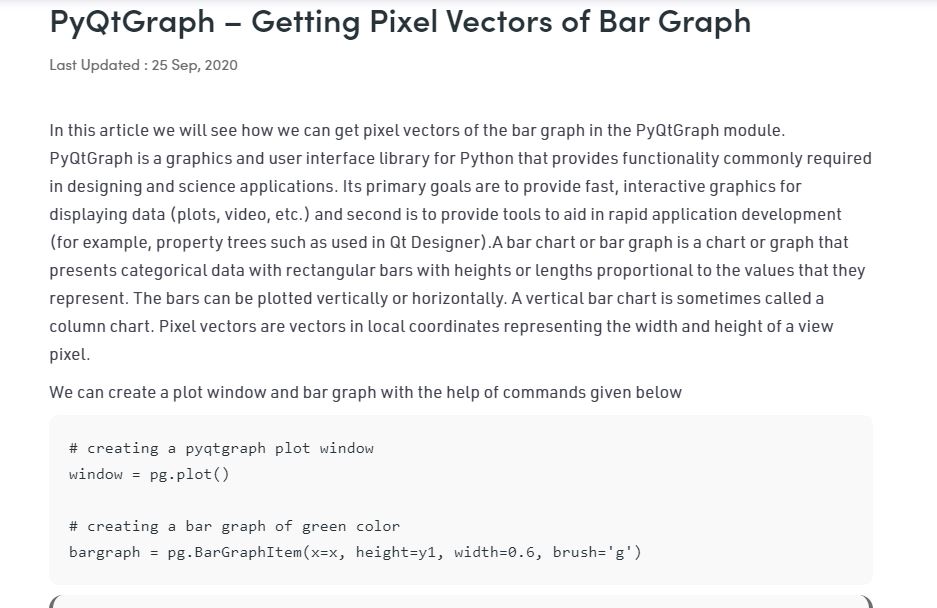 PyQtGraph – Getting Pixel Vectors of Bar Graph
Last Updated : 25 Sep, 2020
In this article we will see how we can get pixel vectors of the bar graph in the PyQtGraph module.
PyQtGraph is a graphics and user interface library for Python that provides functionality commonly required
in designing and science applications. Its primary goals are to provide fast, interactive graphics for
displaying data (plots, video, etc.) and second is to provide tools to aid in rapid application development
(for example, property trees such as used in Qt Designer).A bar chart or bar graph is a chart or graph that
presents categorical data with rectangular bars with heights or lengths proportional to the values that they
represent. The bars can be plotted vertically or horizontally. A vertical bar chart is sometimes called a
column chart. Pixel vectors are vectors in local coordinates representing the width and height of a view
pixel.
We can create a plot window and bar graph with the help of commands given below
# creating a pyqtgraph plot window
window = pg.plot()
# creating a bar graph of green color
bargraph = pg.BarGraphItem(x=x, height=y1, width=0.6, brush='g')